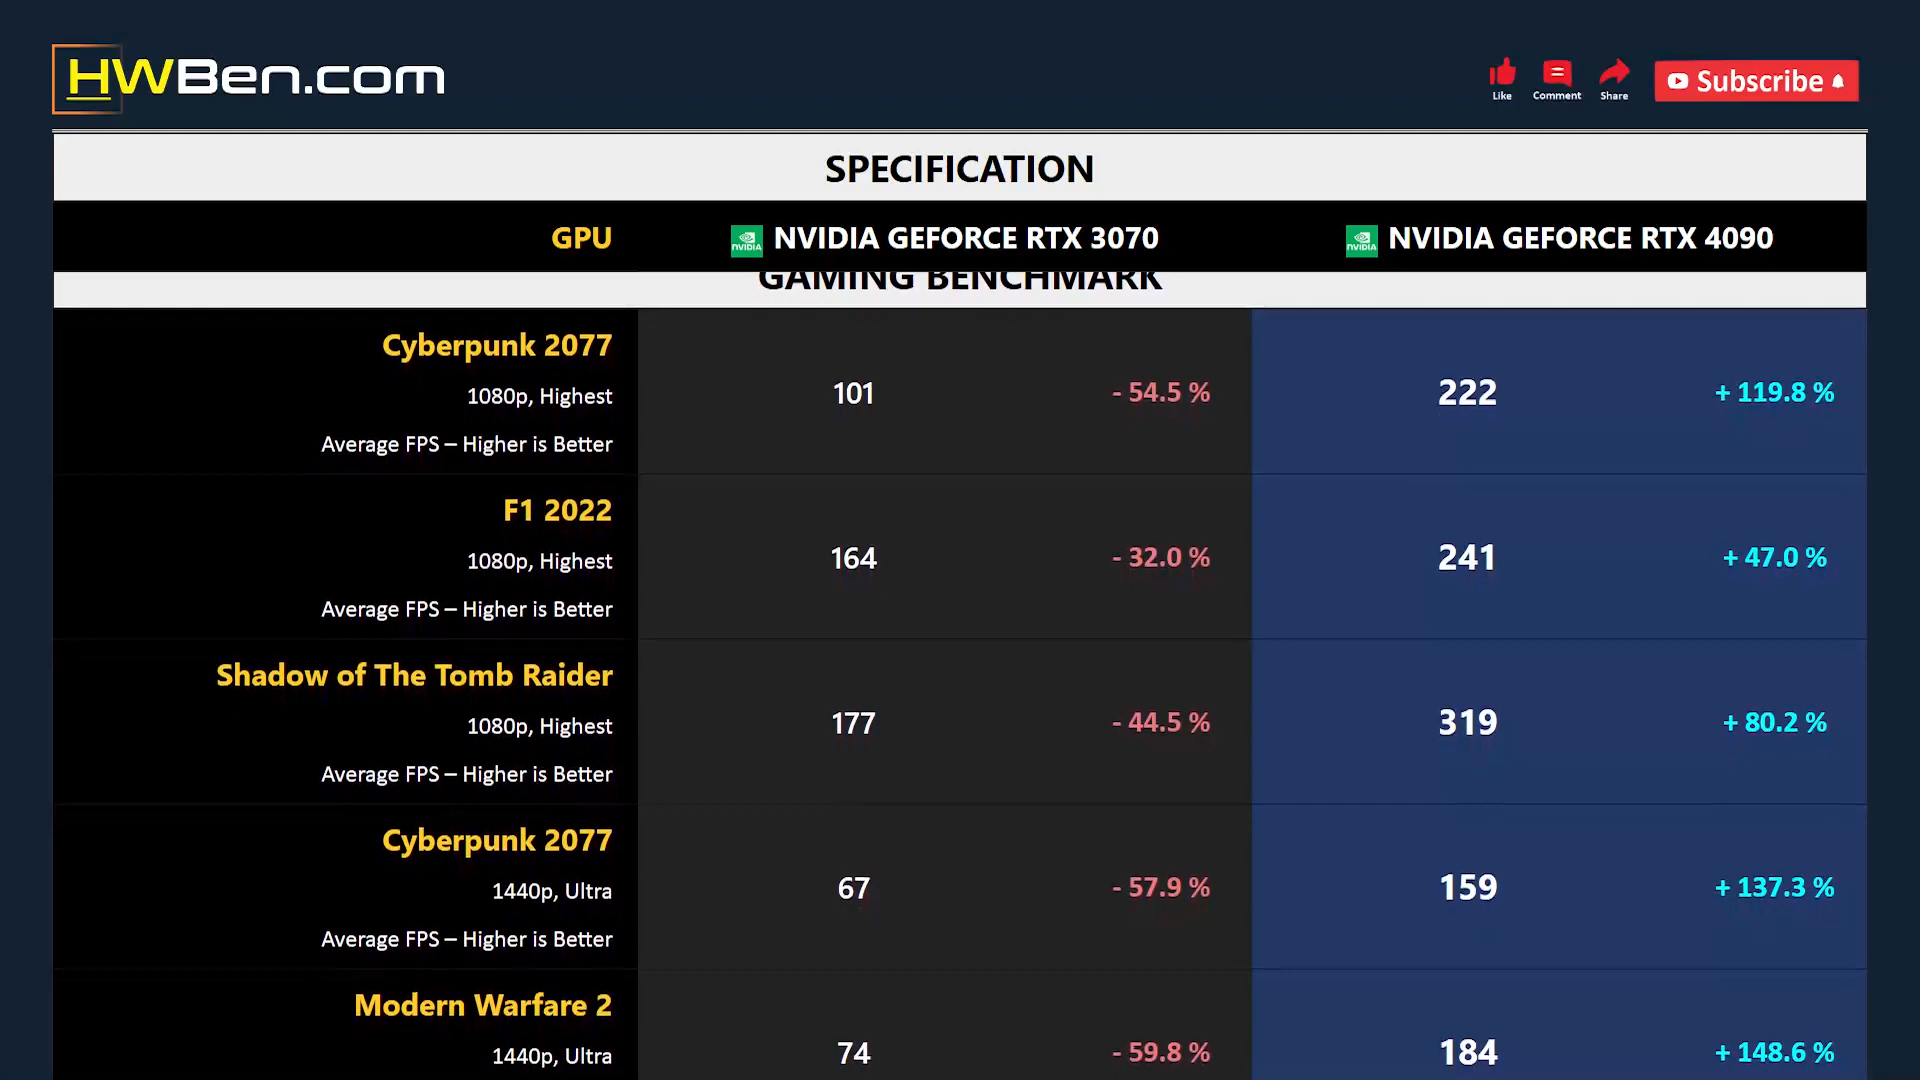 HWBen.com
Like
Comment
Share
Subscribe
SPECIFICATION
GPU
NVIDIA
NVIDIA GEFORCE RTX 3070
NVIDIA
NVIDIA GEFORCE RTX 4090
GAMING BENCHMARK
Cyberpunk 2077
1080p, Highest
Average FPS – Higher is Better
101
- 54.5 %
222
+ 119.8 %
F1 2022
1080p, Highest
Average FPS – Higher is Better
164
- 32.0 %
241
+ 47.0 %
Shadow of The Tomb Raider
1080p, Highest
Average FPS – Higher is Better
177
- 44.5 %
319
+ 80.2 %
Cyberpunk 2077
1440p, Ultra
Average FPS – Higher is Better
67
- 57.9 %
159
+ 137.3 %
Modern Warfare 2
1440p, Ultra
74
- 59.8 %
184
+ 148.6 %